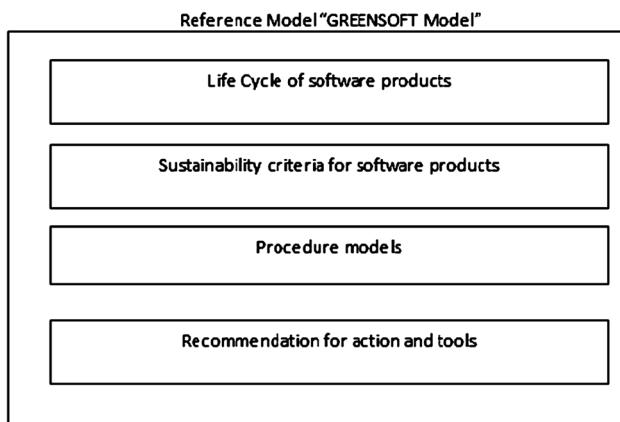 Reference Model "GREENSOFT Model"
Life Cycle of software products
Sustainability criteria for software products
Procedure models
Recommendation for action and tools